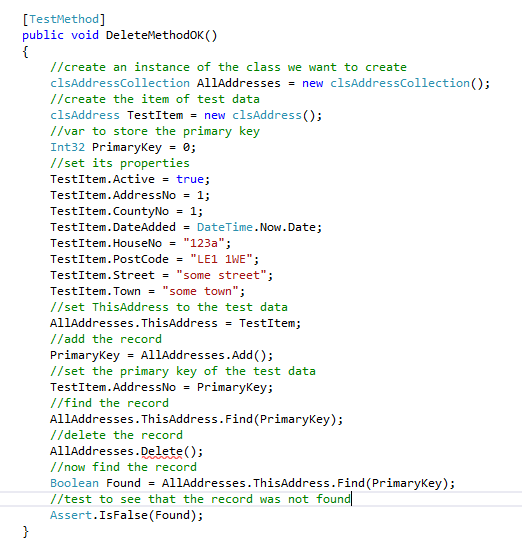 [TestMethod]
public void DeleteMethodOK()
{
//create an instance of the class we want to create
clsAddressCollection AllAddresses = new clsAddressCollection();
//create the item of test data
clsAddress TestItem = new clsAddress();
//var to store the primary key
Int32 PrimaryKey = 0;
//set its properties
TestItem.Active = true;
TestItem.AddressNo = 1;
TestItem.CountyNo = 1;
TestItem.DateAdded = DateTime.Now.Date;
TestItem.HouseNo = "123a";
TestItem.PostCode = "LE1 1WE";
TestItem.Street = "some street";
TestItem.Town = "some town";
//set ThisAddress to the test data
AllAddresses.ThisAddress = TestItem;
//add the record
PrimaryKey = AllAddresses.Add();
//set the primary key of the test data
TestItem.AddressNo = PrimaryKey;
//find the record
AllAddresses.ThisAddress.Find(PrimaryKey);
//delete the record
AllAddresses.Delete();
//now find the record
Boolean Found = AllAddresses.ThisAddress.Find(PrimaryKey);
//test to see that the record was not found
Assert.IsFalse(Found);
}